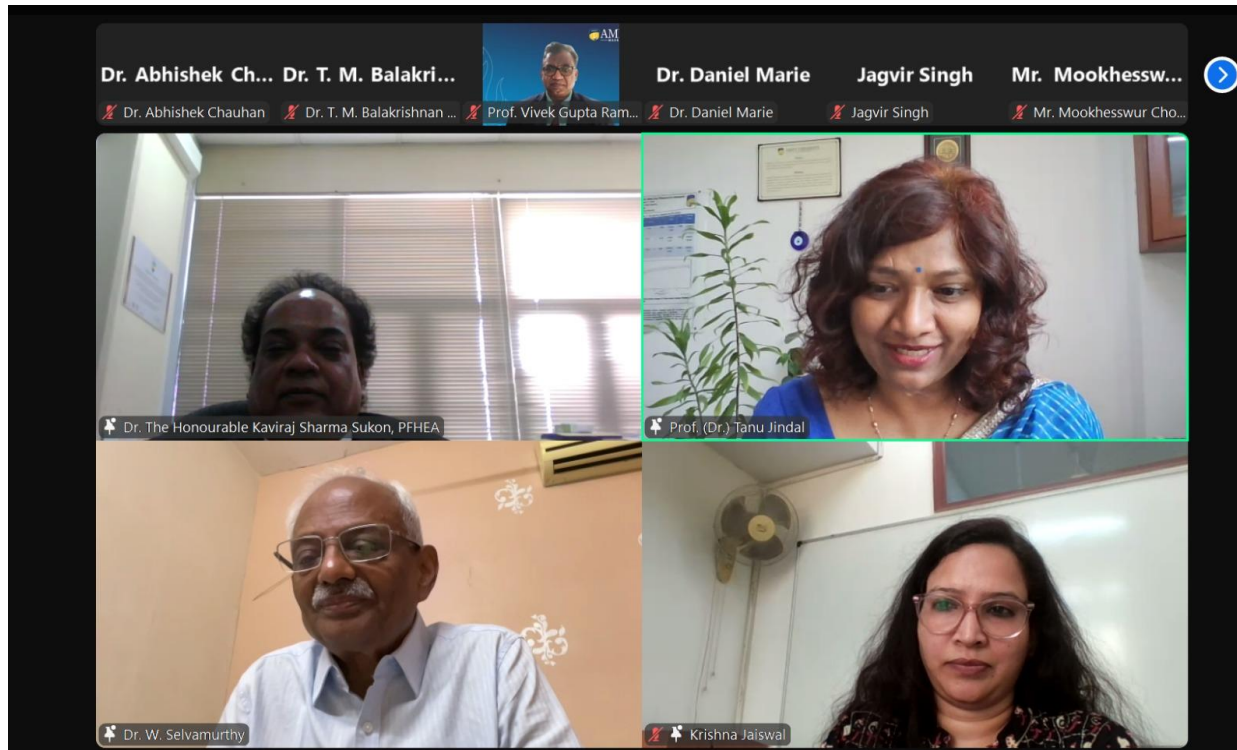 Dr. Abhishek Ch...
Dr. T. M. Balakri...
AM
Dr. Daniel Marie
Jagvir Singh
Mr. Mookhessw...
Dr. Abhishek Chauhan
Dr. T. M. Balakrishnan ...
Prof. Vivek Gupta Ram...
Dr. Daniel Marie
Jagvir Singh
Mr. Mookhesswur Cho...
Dr. The Honourable Kaviraj Sharma Sukon, PFHEA
Prof. (Dr.) Tanu Jindal
Dr. W. Selvamurthy
Krishna Jaiswal